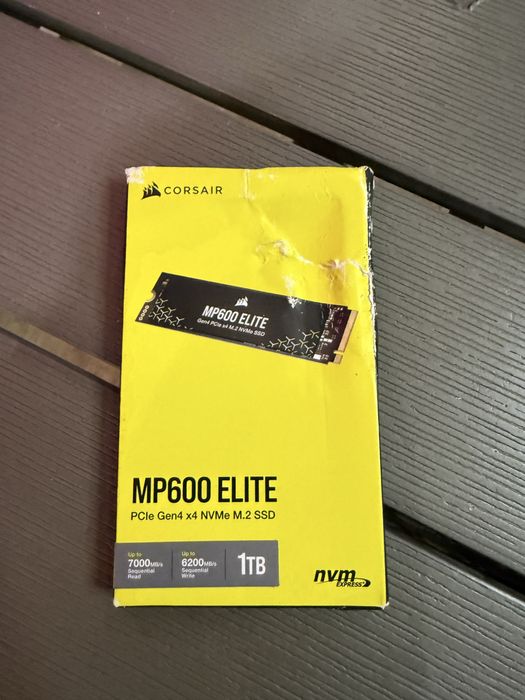 CORSAIR
MP600 ELITE
Gen4 PCIe x4 M.2 NVMe SSD
MP600 ELITE
PCIe Gen4 x4 NVMe M.2 SSD
Up to
7000MB/s
Sequential
Read
Up to
6200MB/s
Sequential
Write
1TB
nvm
EXPRESS